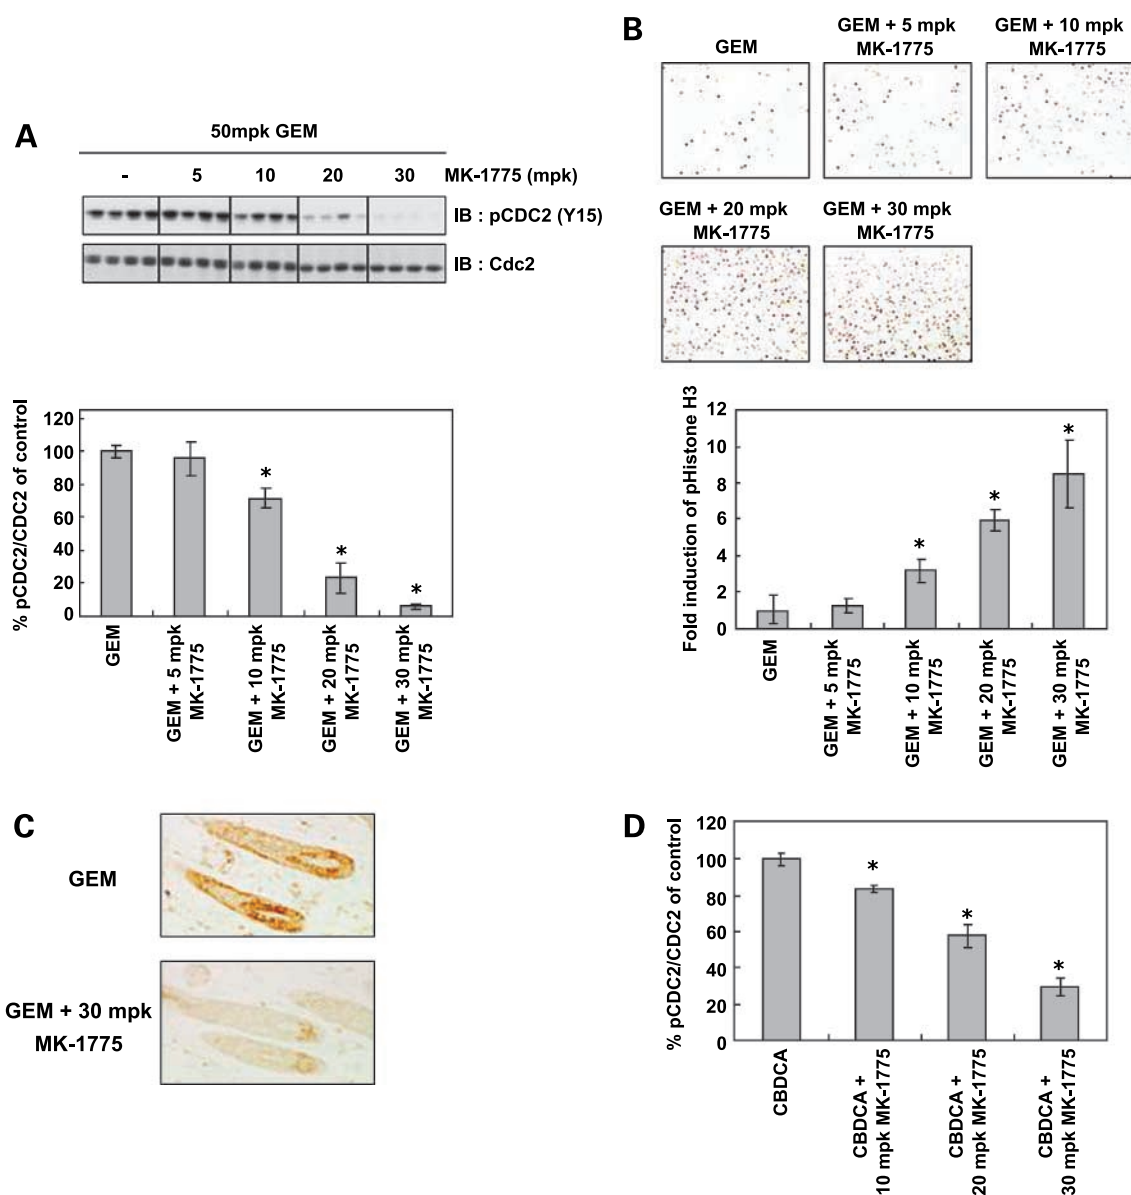 A
50mpk GEM
- 5 10 20 30 MK-1775 (mpk)
IB : pCDC2 (Y15)
IB : Cdc2
% pCDC2/CDC2 of control
120
100
80
60
40
20
0
*
*
*
GEM
GEM + 5 mpk
MK-1775
GEM + 10 mpk
MK-1775
GEM + 20 mpk
MK-1775
GEM + 30 mpk
MK-1775
B
GEM
GEM + 5 mpk
MK-1775
GEM + 10 mpk
MK-1775
GEM + 20 mpk
MK-1775
GEM + 30 mpk
MK-1775
Fold induction of pHistone H3
12
10
8
6
4
2
0
*
*
*
GEM
GEM + 5 mpk
MK-1775
GEM + 10 mpk
MK-1775
GEM + 20 mpk
MK-1775
GEM + 30 mpk
MK-1775
C
GEM
GEM + 30 mpk
MK-1775
D
% pCDC2/CDC2 of control
120
100
80
60
40
20
0
*
*
*
CBDCA
CBDCA +
10 mpk MK-1775
CBDCA +
20 mpk MK-1775
CBDCA +
30 mpk MK-1775